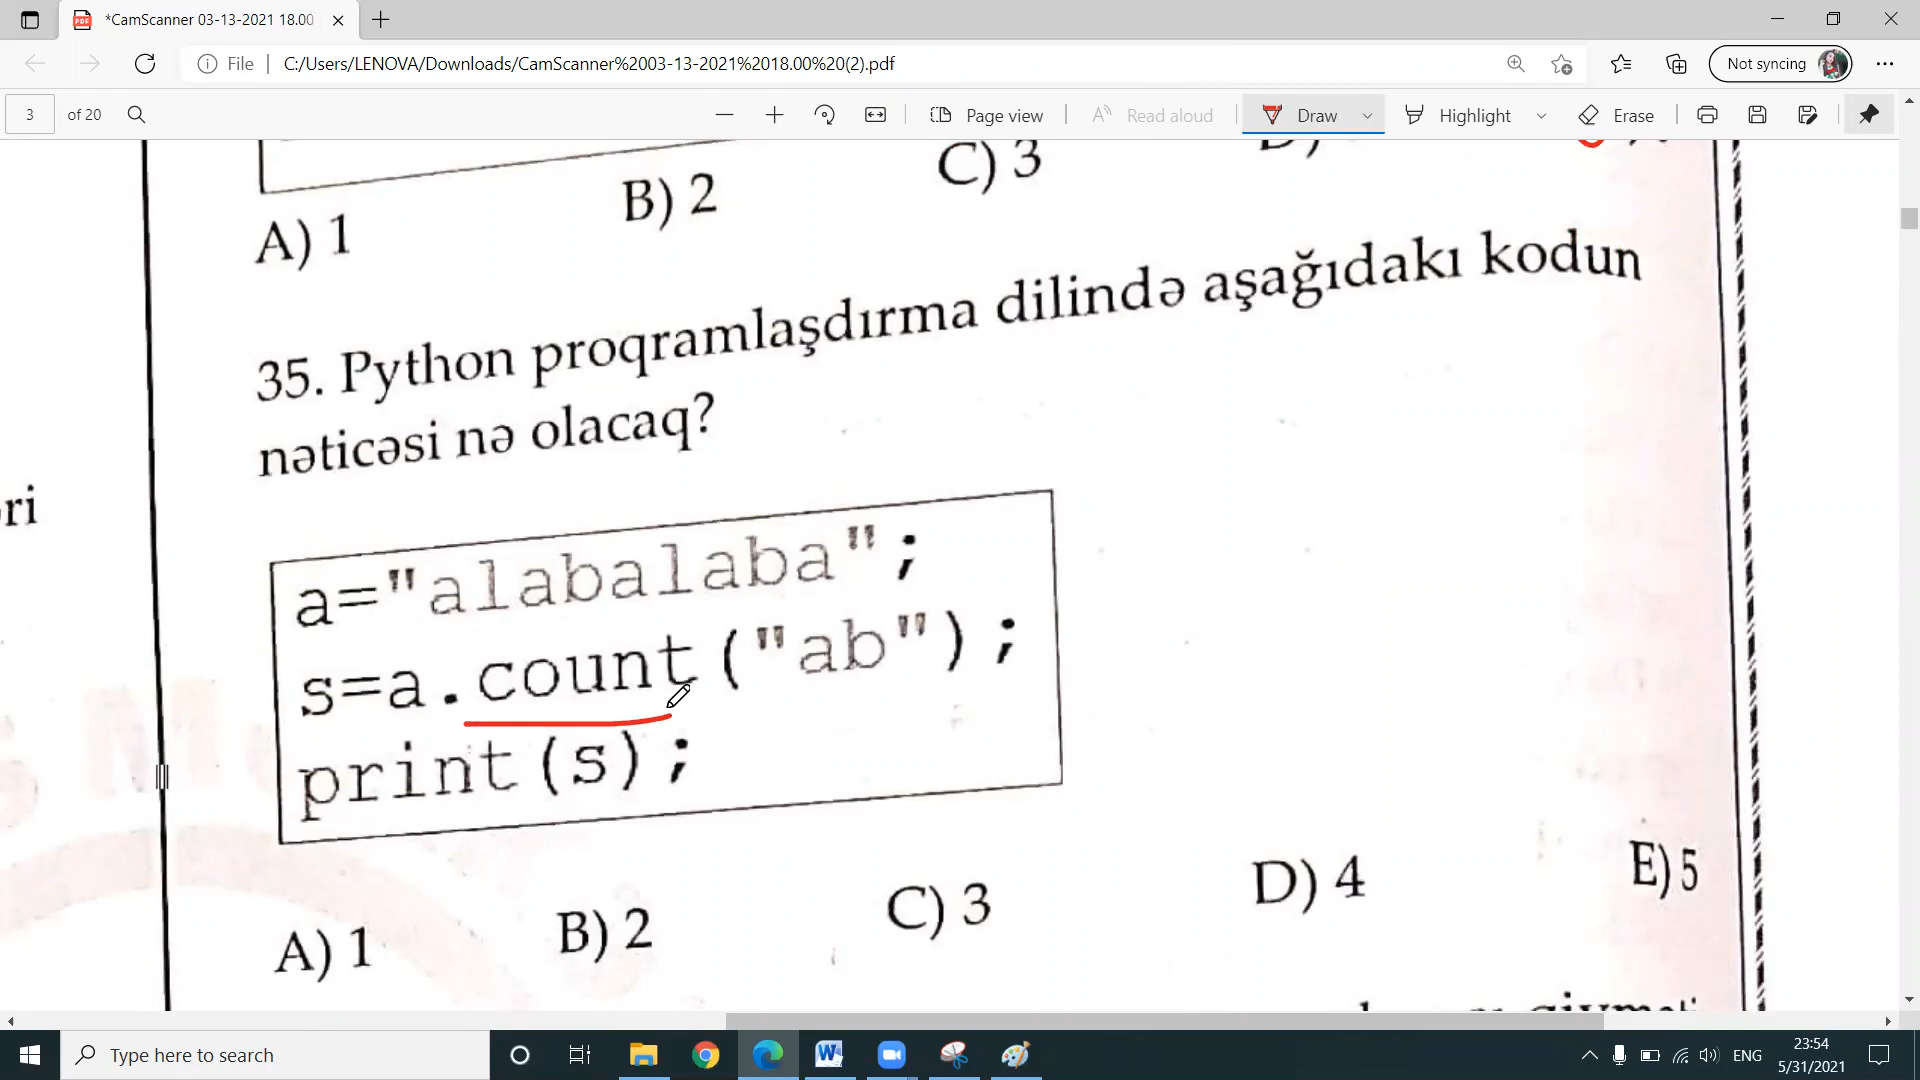 *CamScanner 03-13-2021 18.00
File
C:/Users/LENOVA/Downloads/CamScanner%2003-13-2021%2018.00%20(2).pdf
Not syncing
3 of 20
Page view
Read aloud
Draw
Highlight
Erase
A) 1 B) 2 C) 3
35. Python proqramlaşdırma dilində aşağıdakı kodun
nəticəsi nə olacaq?
a="alabalaba";
s=a.count("ab");
print(s);
A) 1 B) 2 C) 3 D) 4 E) 5
Type here to search
ENG
23:54
5/31/2021